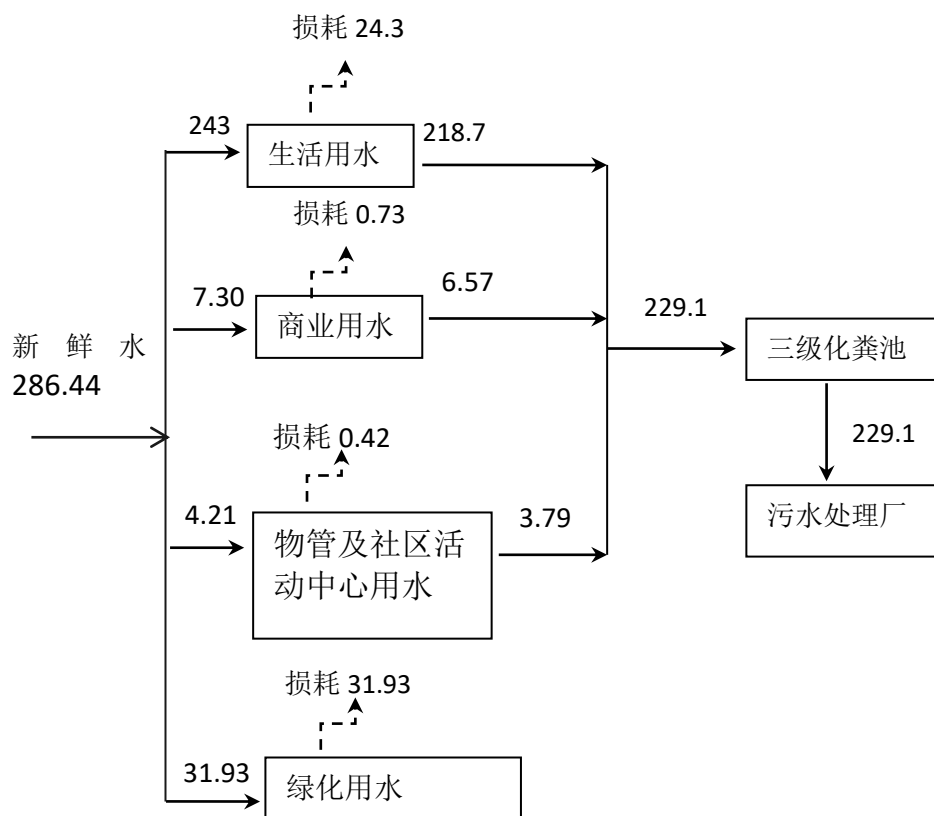 损耗 24.3
243
生活用水
218.7
损耗 0.73
7.30
商业用水
6.57
新鲜水
286.44
229.1
三级化粪池
229.1
污水处理厂
损耗 0.42
4.21
物管及社区活
动中心用水
3.79
损耗 31.93
31.93
绿化用水